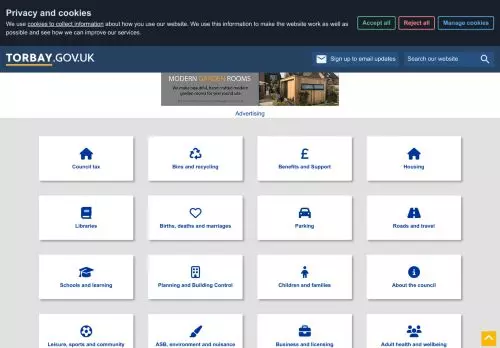 Privacy and cookies
We use cookies to collect information about how you use our website. We use this information to make the website work as well as
possible and see how we can improve our services.
Accept all
Reject all
Manage cookies
TORBAY.GOV.UK
Sign up to email updates
Search our website
MODERN GARDEN ROOMS
We make beautiful, hand crafted modern
garden rooms for year round use.
Advertising
Council tax
Bins and recycling
Benefits and Support
Housing
Libraries
Births, deaths and marriages
Parking
Roads and travel
Schools and learning
Planning and Building Control
Children and families
About the council
Leisure, sports and community
ASB, environment and nuisance
Business and licensing
Adult health and wellbeing